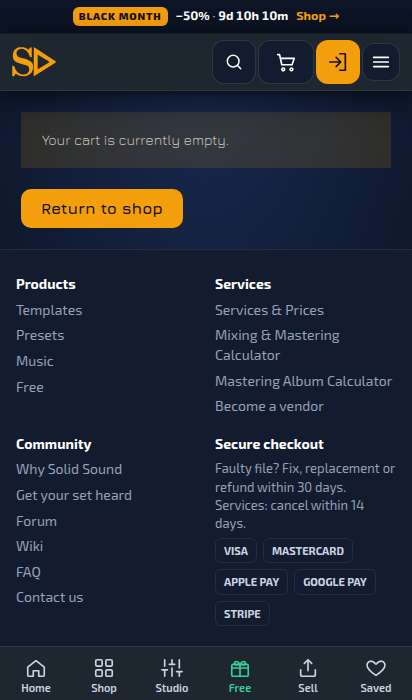 BLACK MONTH −50% · 9d 10h 10m Shop →
Your cart is currently empty.
Return to shop
Products
Templates
Presets
Music
Free
Services
Services & Prices
Mixing & Mastering
Calculator
Mastering Album Calculator
Become a vendor
Community
Why Solid Sound
Get your set heard
Forum
Wiki
FAQ
Contact us
Secure checkout
Faulty file? Fix, replacement or
refund within 30 days.
Services: cancel within 14
days.
VISA MASTERCARD
APPLE PAY GOOGLE PAY
STRIPE
Home Shop Studio Free Sell Saved